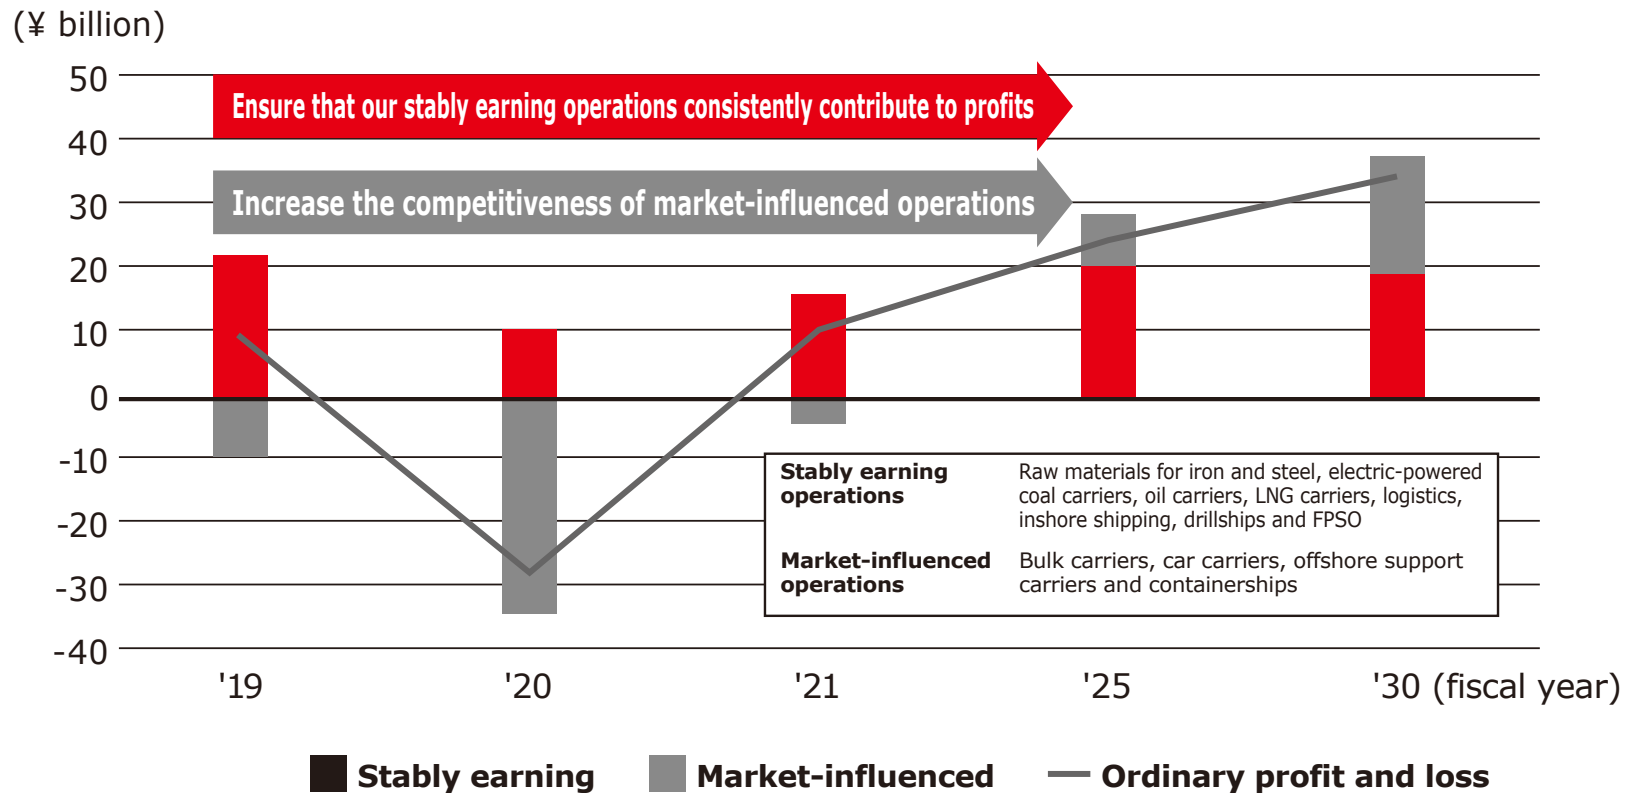 (¥ billion)
50
40
30
20
10
0
-10
-20
-30
-40
Ensure that our stably earning operations consistently contribute to profits
Increase the competitiveness of market-influenced operations
Stably earning
operations
Raw materials for iron and steel, electric-powered
coal carriers, oil carriers, LNG carriers, logistics,
inshore shipping, drillships and FPSO
Market-influenced
operations
Bulk carriers, car carriers, offshore support
carriers and containerships
'19
'20
'21
'25
'30 (fiscal year)
Stably earning
Market-influenced
Ordinary profit and loss